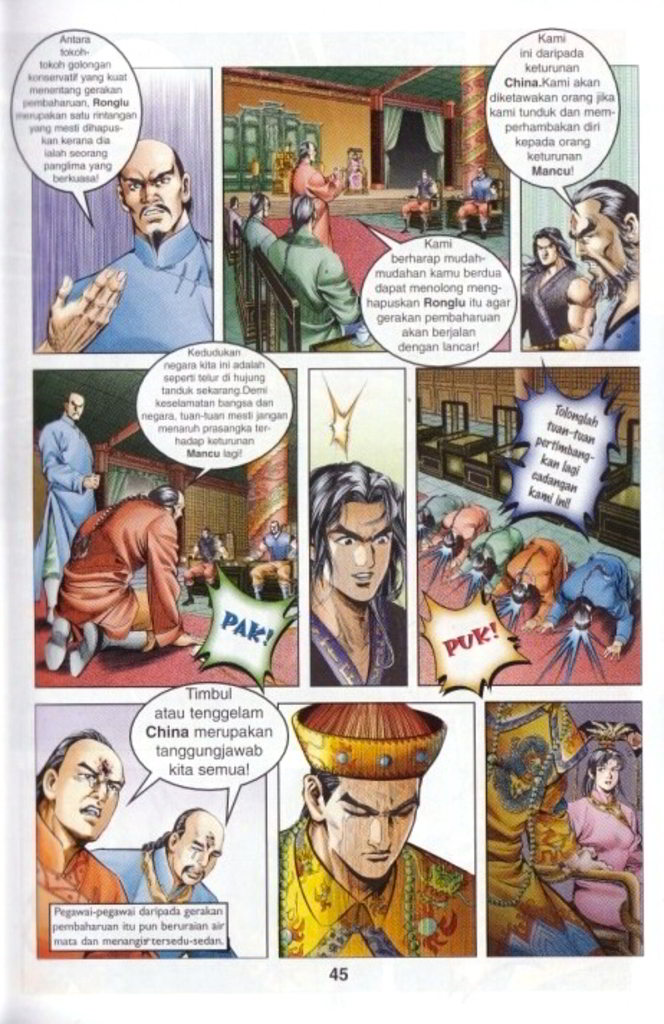 Antara
tokoh-
tokoh golongan
konservatif yang kuat
menentang gerakan
pembaharuan, Ronglu
merupakan satu rintangan
yang mesti dihapus-
kan kerana dia
ialah seorang
panglima yang
berkuasa!
Kami
berharap mudah-
mudahan kamu berdua
dapat menolong meng-
hapuskan Ronglu itu agar
gerakan pembaharuan
akan berjalan
dengan lancar!
Kami
ini daripada
keturunan
China.Kami akan
diketawakan orang jika
kami tunduk dan mem-
perhambakan diri
kepada orang
keturunan
Mancu!
Kedudukan
negara kita ini adalah
seperti telur di hujung
tanduk sekarang.Demi
keselamatan bangsa dan
negara, tuan-tuan mesti jangan
menaruh prasangka ter-
hadap keturunan
Mancu lagi!
PAK!
Tolonglah
tuan-tuan
pertimbang-
kan lagi
cadangan
kami ini!
PUK!
Timbul
atau tenggelam
China merupakan
tanggungjawab
kita semua!
Pegawai-pegawai daripada gerakan
pembaharuan itu pun beruraian air
mata dan menangis tersedu-sedan.
45